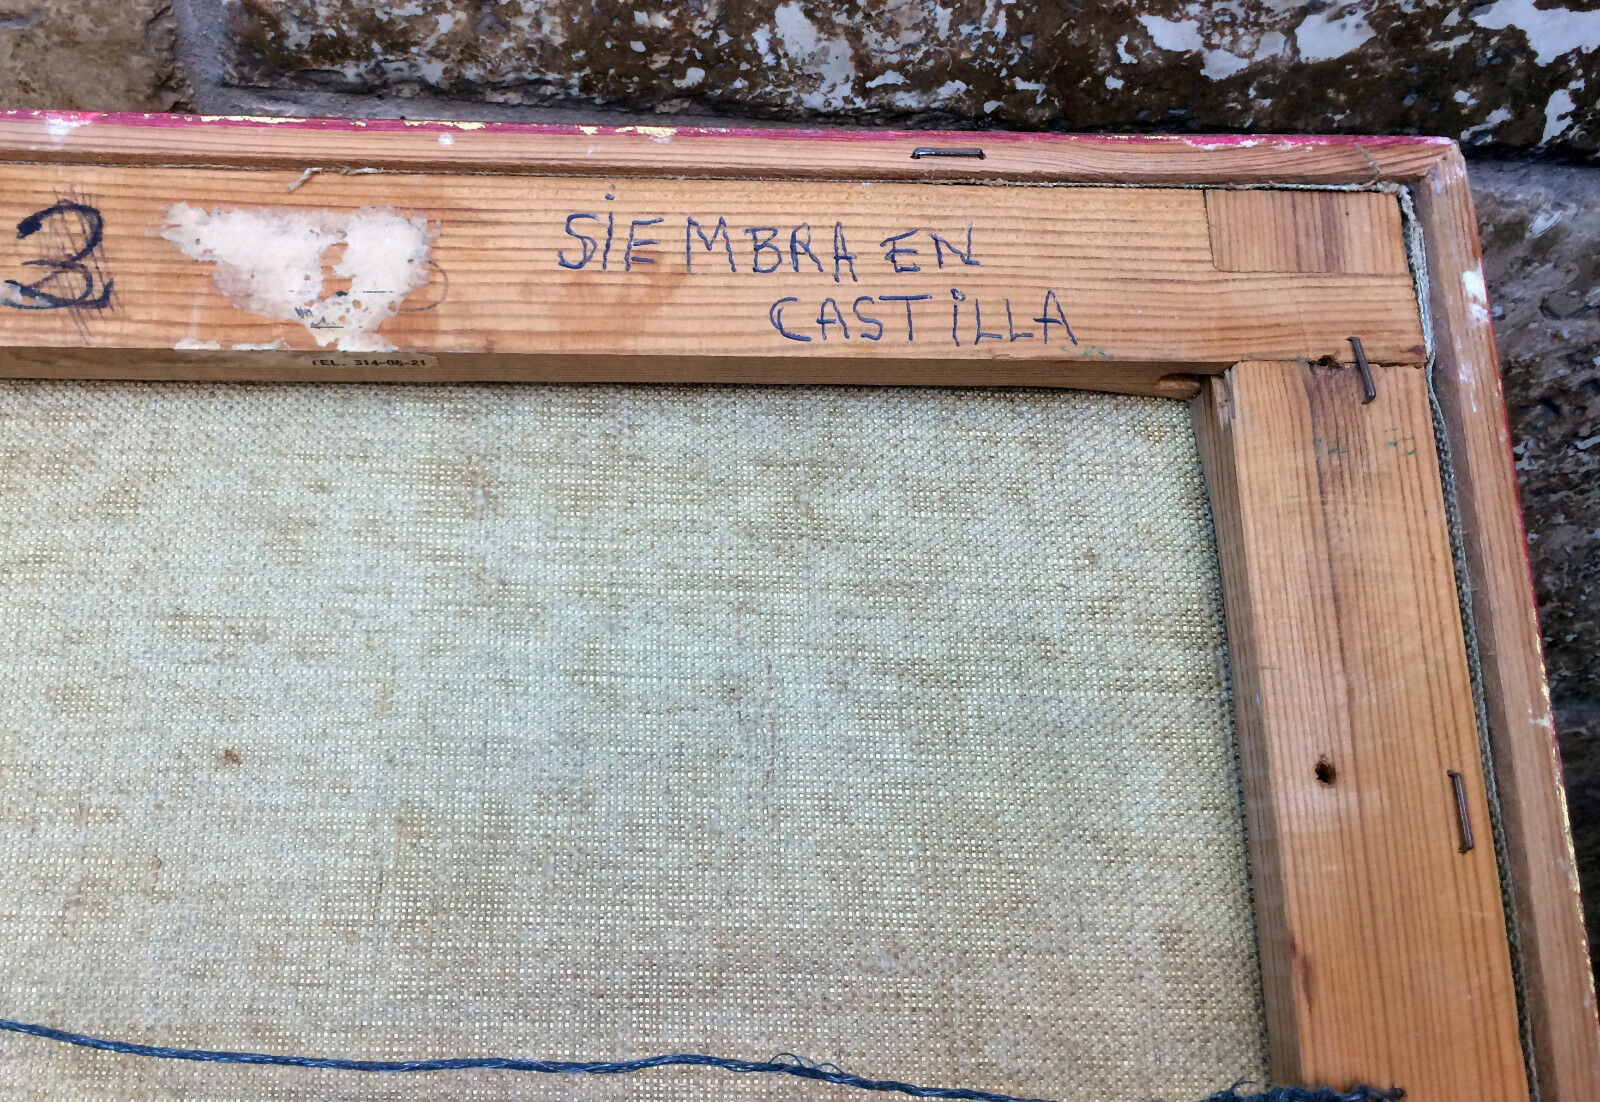 3
SiEMBRA EN
CASTiLLA
TEL. 314-06-21